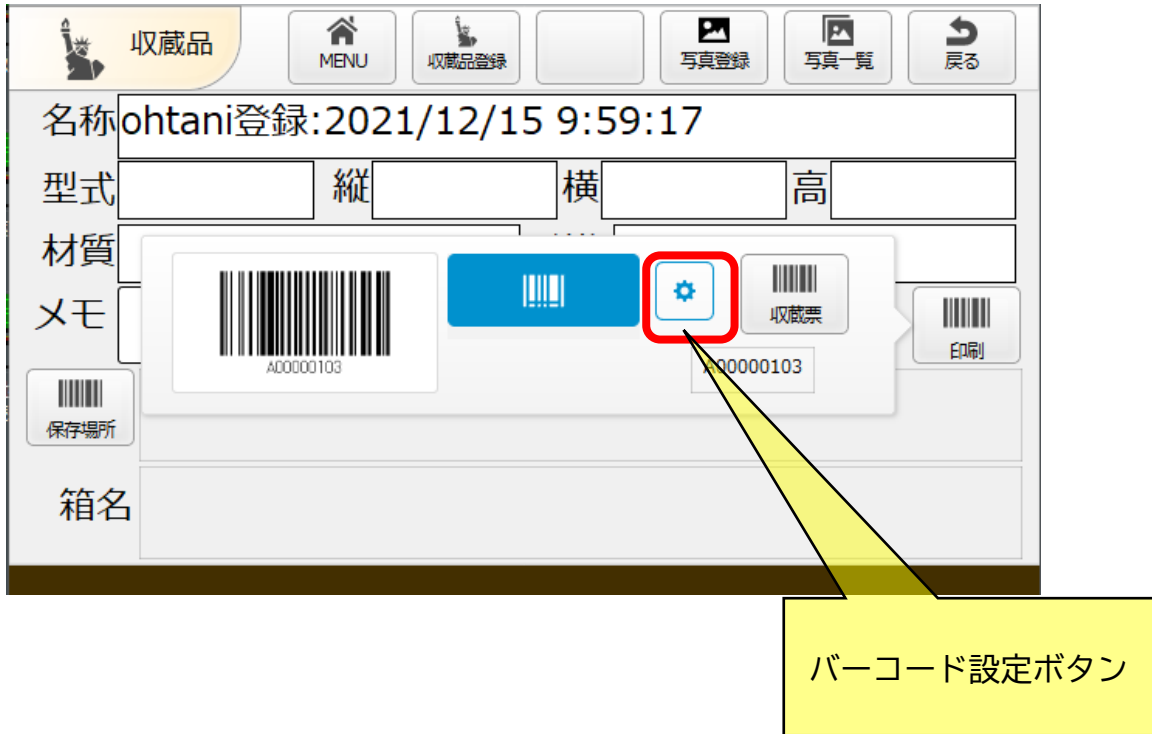 収蔵品
MENU
収蔵品登録
写真登録
写真一覧
戻る
名称 ohtani登録:2021/12/15 9:59:17
型式 縦 横 高
材質
メモ
A00000103
収蔵票
A00000103
印刷
保存場所
箱名
バーコード設定ボタン